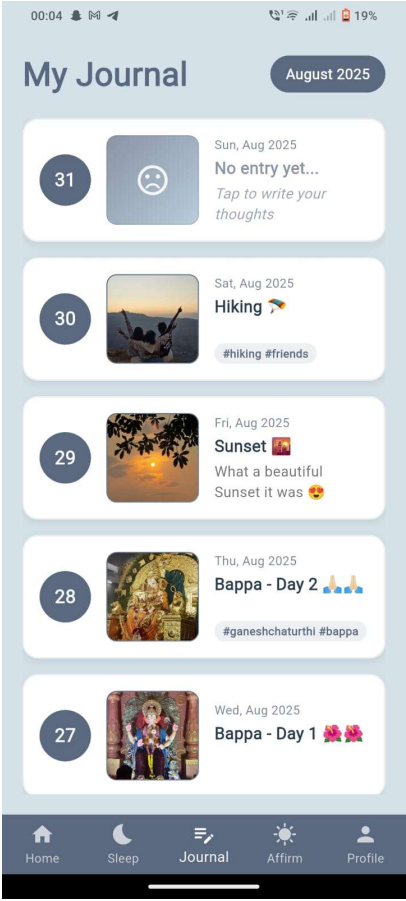 00:04 19%
My Journal
August 2025
31
Sun, Aug 2025
No entry yet...
Tap to write your
thoughts
30
Sat, Aug 2025
Hiking 🪂
#hiking #friends
29
Fri, Aug 2025
Sunset 🌇
What a beautiful
Sunset it was 😍
28
Thu, Aug 2025
Bappa - Day 2 🙏🏻🙏🏻
#ganeshchaturthi #bappa
27
Wed, Aug 2025
Bappa - Day 1 🌺🌺
Home Sleep Journal Affirm Profile